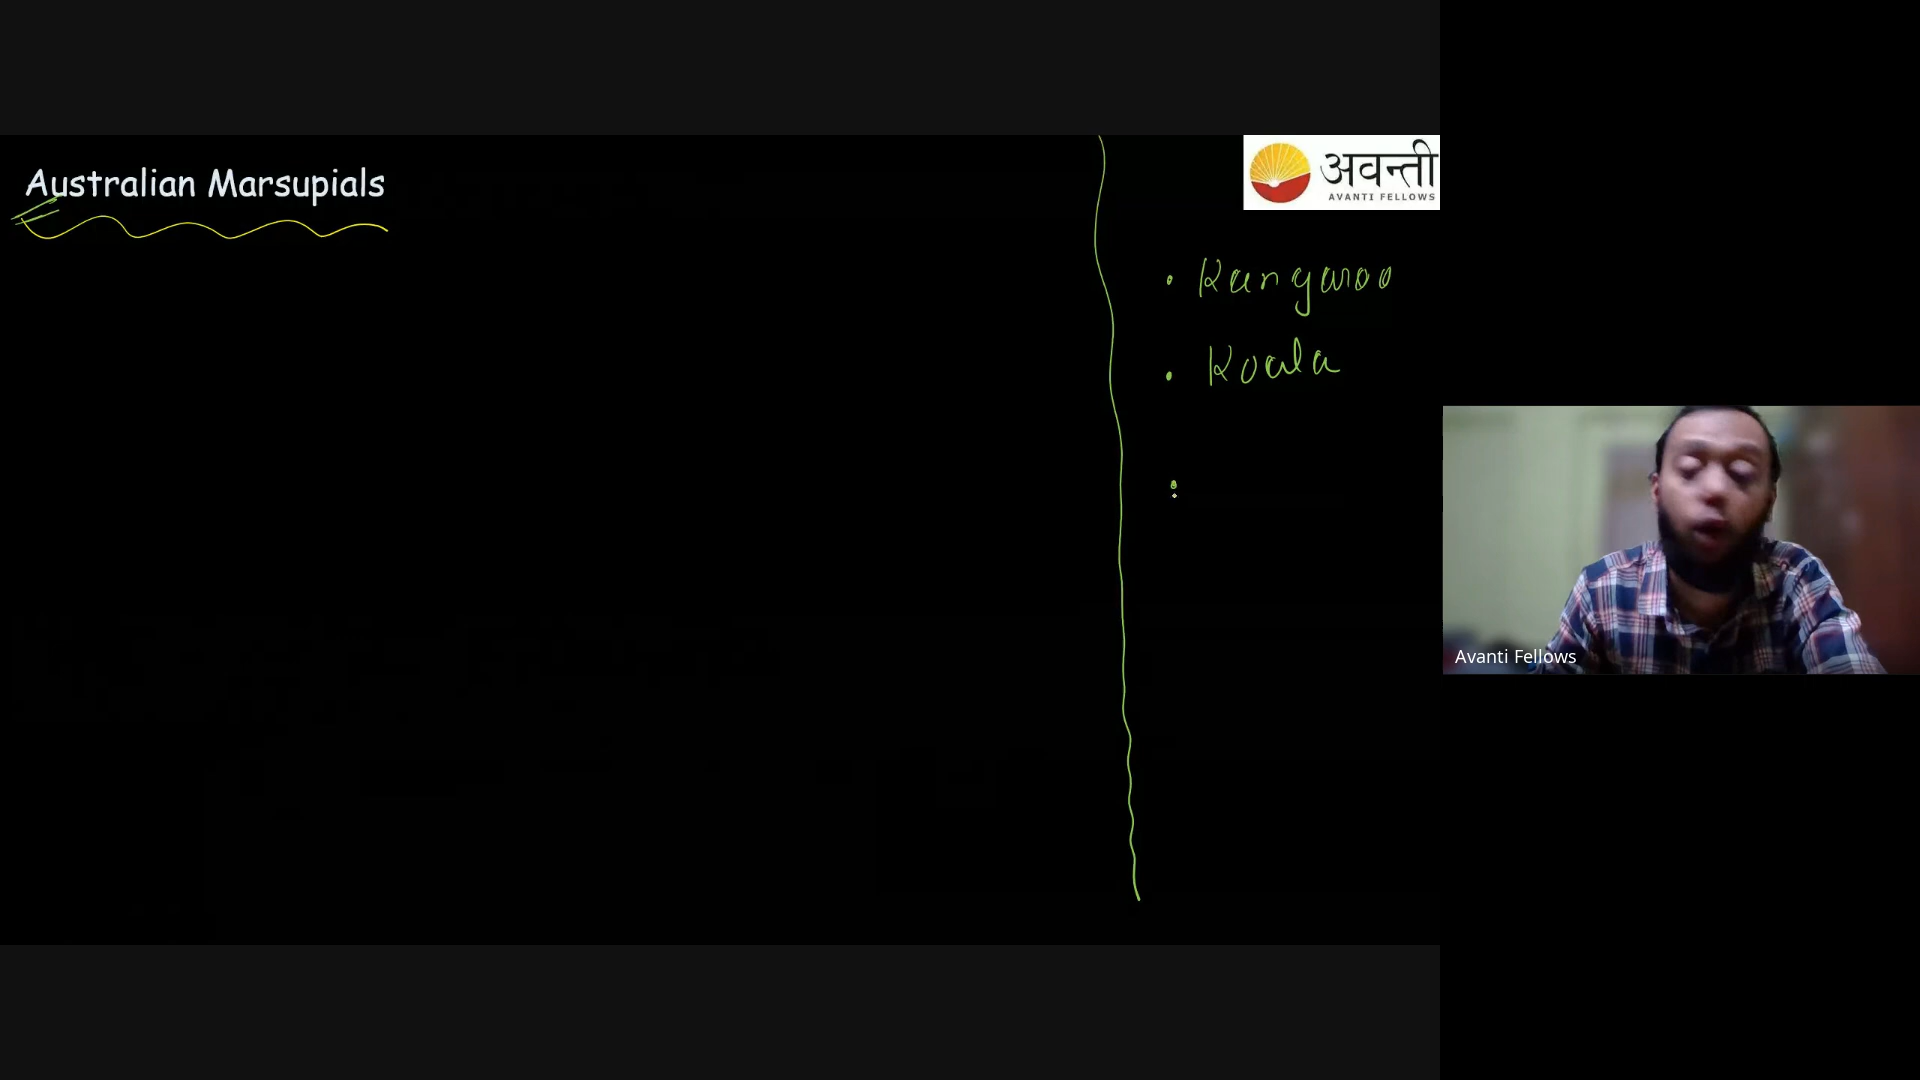 Australian Marsupials
अवन्ती
AVANTI FELLOWS
• Kangaroo
• Koala
•
Avanti Fellows